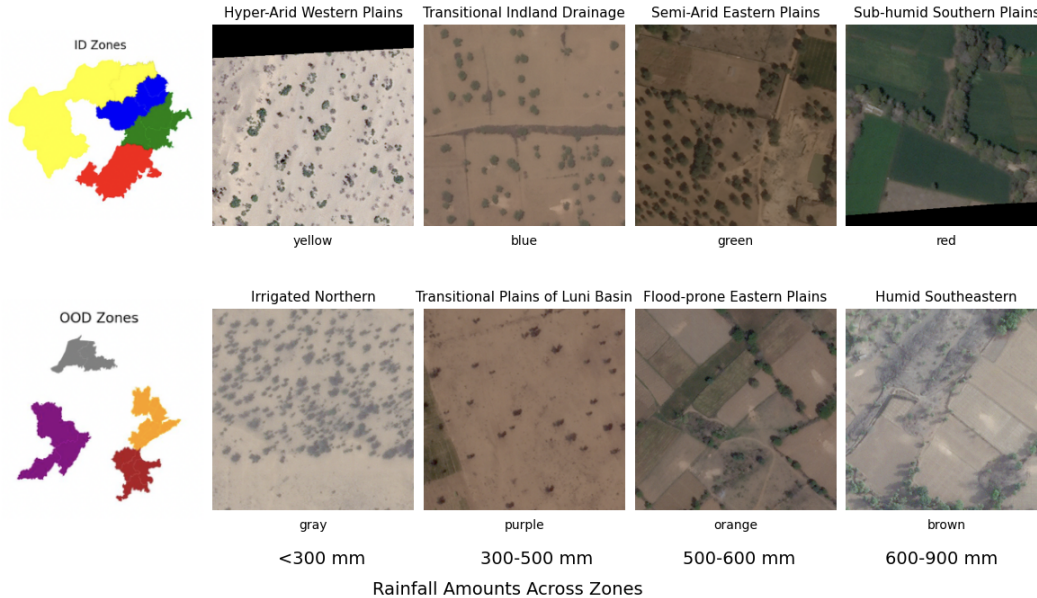 Hyper-Arid Western Plains
Transitional Indland Drainage
Semi-Arid Eastern Plains
Sub-humid Southern Plains
ID Zones
yellow
blue
green
red
Irrigated Northern
Transitional Plains of Luni Basin
Flood-prone Eastern Plains
Humid Southeastern
OOD Zones
gray
purple
orange
brown
<300 mm
300-500 mm
500-600 mm
600-900 mm
Rainfall Amounts Across Zones